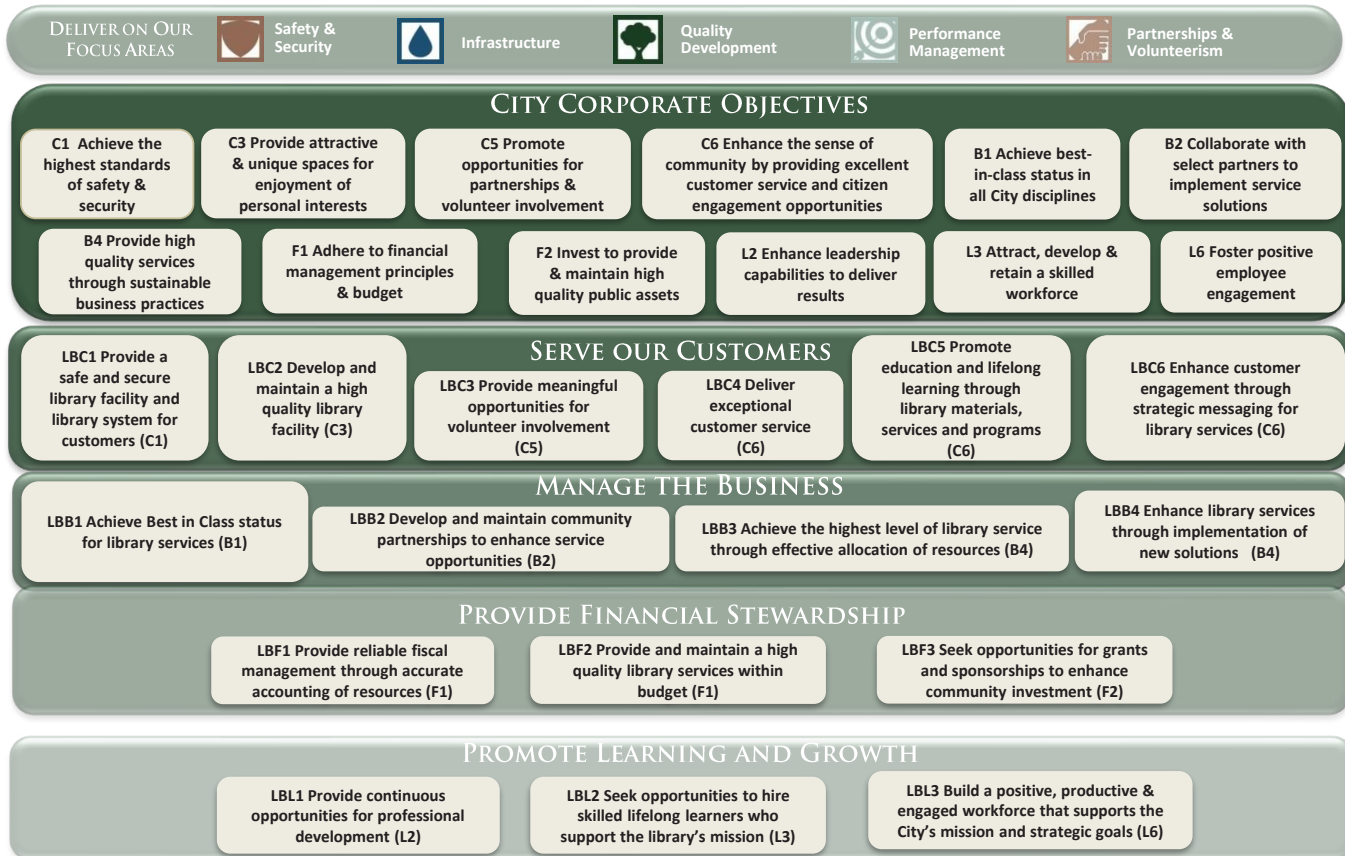 DELIVER ON OUR
FOCUS AREAS
Safety &
Security
Infrastructure
Quality
Development
Performance
Management
Partnerships &
Volunteerism
CITY CORPORATE OBJECTIVES
C1 Achieve the
highest standards
of safety &
security
C3 Provide attractive
& unique spaces for
enjoyment of
personal interests
C5 Promote
opportunities for
partnerships &
volunteer involvement
C6 Enhance the sense of
community by providing excellent
customer service and citizen
engagement opportunities
B1 Achieve best-
in-class status in
all City disciplines
B2 Collaborate with
select partners to
implement service
solutions
B4 Provide high
quality services
through sustainable
business practices
F1 Adhere to financial
management principles
& budget
F2 Invest to provide
& maintain high
quality public assets
L2 Enhance leadership
capabilities to deliver
results
L3 Attract, develop &
retain a skilled
workforce
L6 Foster positive
employee
engagement
SERVE OUR CUSTOMERS
LBC1 Provide a
safe and secure
library facility and
library system for
customers (C1)
LBC2 Develop and
maintain a high
quality library
facility (C3)
LBC3 Provide meaningful
opportunities for
volunteer involvement
(C5)
LBC4 Deliver
exceptional
customer service
(C6)
LBC5 Promote
education and lifelong
learning through
library materials,
services and programs
(C6)
LBC6 Enhance customer
engagement through
strategic messaging for
library services (C6)
MANAGE THE BUSINESS
LBB1 Achieve Best in Class status
for library services (B1)
LBB2 Develop and maintain community
partnerships to enhance service
opportunities (B2)
LBB3 Achieve the highest level of library service
through effective allocation of resources (B4)
LBB4 Enhance library services
through implementation of
new solutions (B4)
PROVIDE FINANCIAL STEWARDSHIP
LBF1 Provide reliable fiscal
management through accurate
accounting of resources (F1)
LBF2 Provide and maintain a high
quality library services within
budget (F1)
LBF3 Seek opportunities for grants
and sponsorships to enhance
community investment (F2)
PROMOTE LEARNING AND GROWTH
LBL1 Provide continuous
opportunities for professional
development (L2)
LBL2 Seek opportunities to hire
skilled lifelong learners who
support the library's mission (L3)
LBL3 Build a positive, productive &
engaged workforce that supports the
City's mission and strategic goals (L6)